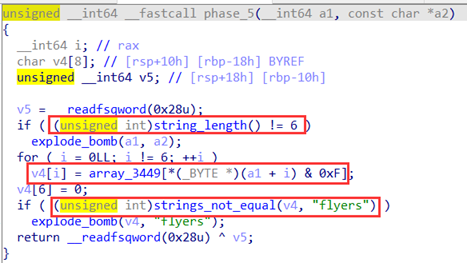 unsigned __int64 __fastcall phase_5(__int64 a1, const char *a2)
{
__int64 i; // rax
char v4[8]; // [rsp+10h] [rbp-18h] BYREF
unsigned __int64 v5; // [rsp+18h] [rbp-10h]
v5 = __readfsqword(0x28u);
if ( (unsigned int)string_length() != 6 )
explode_bomb(a1, a2);
for ( i = 0LL; i != 6; ++i )
v4[i] = array_3449[*(_BYTE *)(a1 + i) & 0xF];
v4[6] = 0;
if ( (unsigned int)strings_not_equal(v4, "flyers") )
explode_bomb(v4, "flyers");
return __readfsqword(0x28u) ^ v5;
}